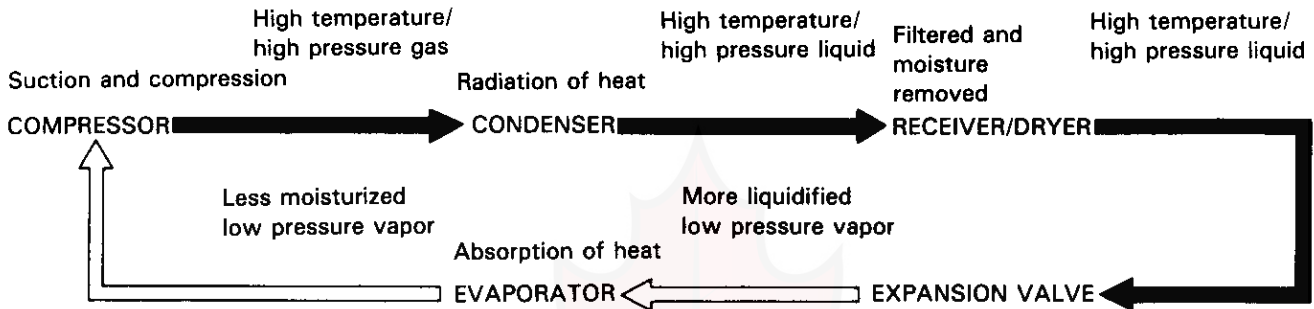 High temperature/
high pressure gas
High temperature/
high pressure liquid
Filtered and
moisture
removed
High temperature/
high pressure liquid
Suction and compression
Radiation of heat
COMPRESSOR
CONDENSER
RECEIVER/DRYER
Less moisturized
low pressure vapor
More liquidified
low pressure vapor
Absorption of heat
EVAPORATOR
EXPANSION VALVE